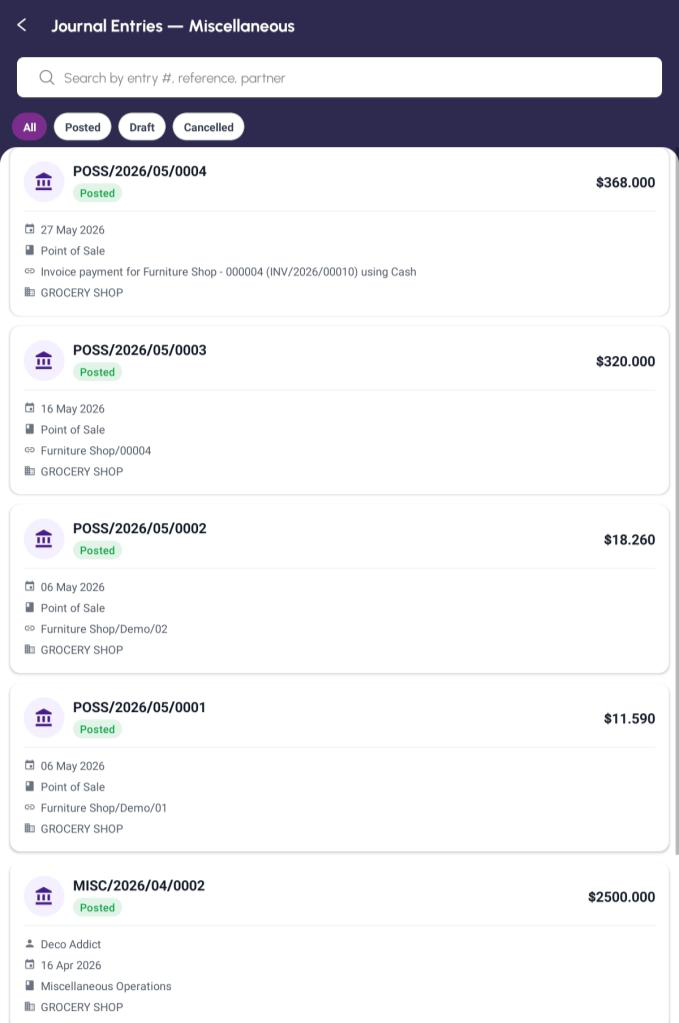 Journal Entries — Miscellaneous
Search by entry #, reference, partner
All
Posted
Draft
Cancelled
POSS/2026/05/0004
Posted
$368.000
27 May 2026
Point of Sale
Invoice payment for Furniture Shop - 000004 (INV/2026/00010) using Cash
GROCERY SHOP
POSS/2026/05/0003
Posted
$320.000
16 May 2026
Point of Sale
Furniture Shop/00004
GROCERY SHOP
POSS/2026/05/0002
Posted
$18.260
06 May 2026
Point of Sale
Furniture Shop/Demo/02
GROCERY SHOP
POSS/2026/05/0001
Posted
$11.590
06 May 2026
Point of Sale
Furniture Shop/Demo/01
GROCERY SHOP
MISC/2026/04/0002
Posted
$2500.000
Deco Addict
16 Apr 2026
Miscellaneous Operations
GROCERY SHOP